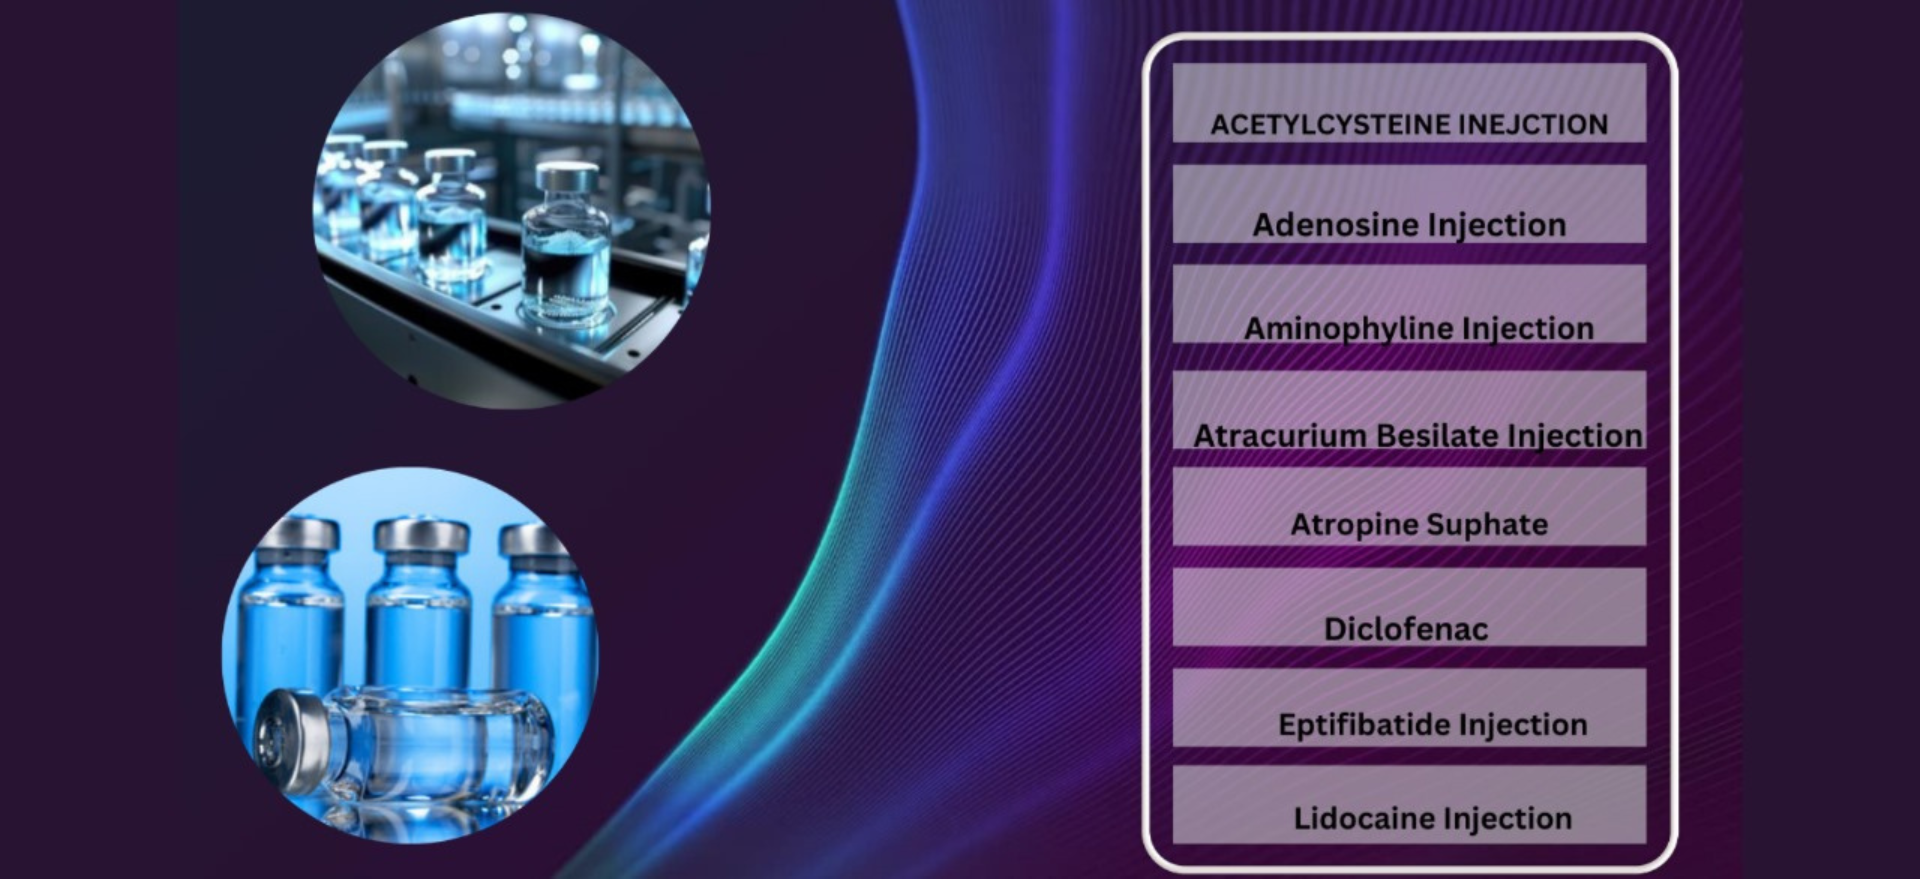 ACETYLCYSTEINE INEJCTION
Adenosine Injection
Aminophyline Injection
Atracurium Besilate Injection
Atropine Suphate
Diclofenac
Eptifibatide Injection
Lidocaine Injection